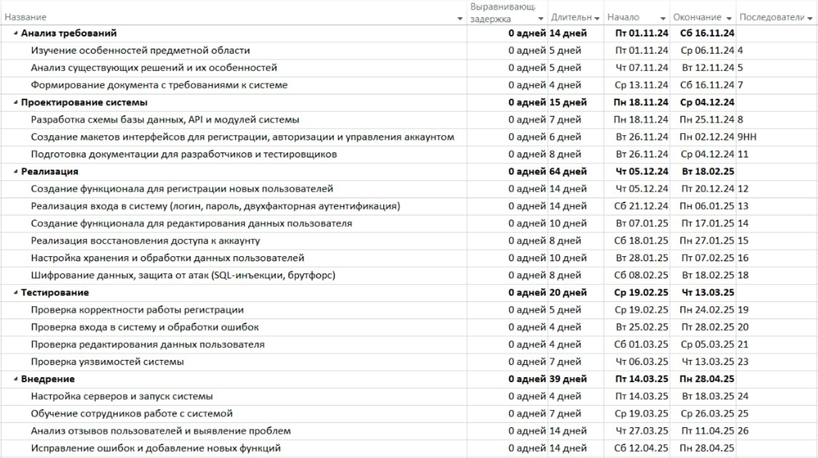 Название Выравнивающая задержка Длительн Начало Окончание Последователи
Анализ требований 0 адней 14 дней Пт 01.11.24 Сб 16.11.24
Изучение особенностей предметной области 0 адней 5 дней Пт 01.11.24 Ср 06.11.24 4
Анализ существующих решений и их особенностей 0 адней 5 дней Чт 07.11.24 Вт 12.11.24 5
Формирование документа с требованиями к системе 0 адней 4 дней Ср 13.11.24 Сб 16.11.24 7
Проектирование системы 0 адней 15 дней Пн 18.11.24 Ср 04.12.24
Разработка схемы базы данных, API и модулей системы 0 адней 7 дней Пн 18.11.24 Пн 25.11.24 8
Создание макетов интерфейсов для регистрации, авторизации и управления аккаунтом 0 адней 6 дней Вт 26.11.24 Пн 02.12.24 9НН
Подготовка документации для разработчиков и тестировщиков 0 адней 8 дней Вт 26.11.24 Ср 04.12.24 11
Реализация 0 адней 64 дней Чт 05.12.24 Вт 18.02.25
Создание функционала для регистрации новых пользователей 0 адней 14 дней Чт 05.12.24 Пт 20.12.24 12
Реализация входа в систему (логин, пароль, двухфакторная аутентификация) 0 адней 14 дней Сб 21.12.24 Пн 06.01.25 13
Создание функционала для редактирования данных пользователя 0 адней 10 дней Вт 07.01.25 Пт 17.01.25 14
Реализация восстановления доступа к аккаунту 0 адней 8 дней Сб 18.01.25 Пн 27.01.25 15
Настройка хранения и обработки данных пользователей 0 адней 10 дней Вт 28.01.25 Пт 07.02.25 16
Шифрование данных, защита от атак (SQL-инъекции, брутфорс) 0 адней 8 дней Сб 08.02.25 Вт 18.02.25 18
Тестирование 0 адней 20 дней Ср 19.02.25 Чт 13.03.25
Проверка корректности работы регистрации 0 адней 5 дней Ср 19.02.25 Пн 24.02.25 19
Проверка входа в систему и обработки ошибок 0 адней 4 дней Вт 25.02.25 Пт 28.02.25 20
Проверка редактирования данных пользователя 0 адней 4 дней Сб 01.03.25 Ср 05.03.25 21
Проверка уязвимостей системы 0 адней 7 дней Чт 06.03.25 Чт 13.03.25 23
Внедрение 0 адней 39 дней Пт 14.03.25 Пн 28.04.25
Настройка серверов и запуск системы 0 адней 4 дней Пт 14.03.25 Вт 18.03.25 24
Обучение сотрудников работе с системой 0 адней 7 дней Ср 19.03.25 Ср 26.03.25 25
Анализ отзывов пользователей и выявление проблем 0 адней 14 дней Чт 27.03.25 Пт 11.04.25 26
Исправление ошибок и добавление новых функций 0 адней 14 дней Сб 12.04.25 Пн 28.04.25